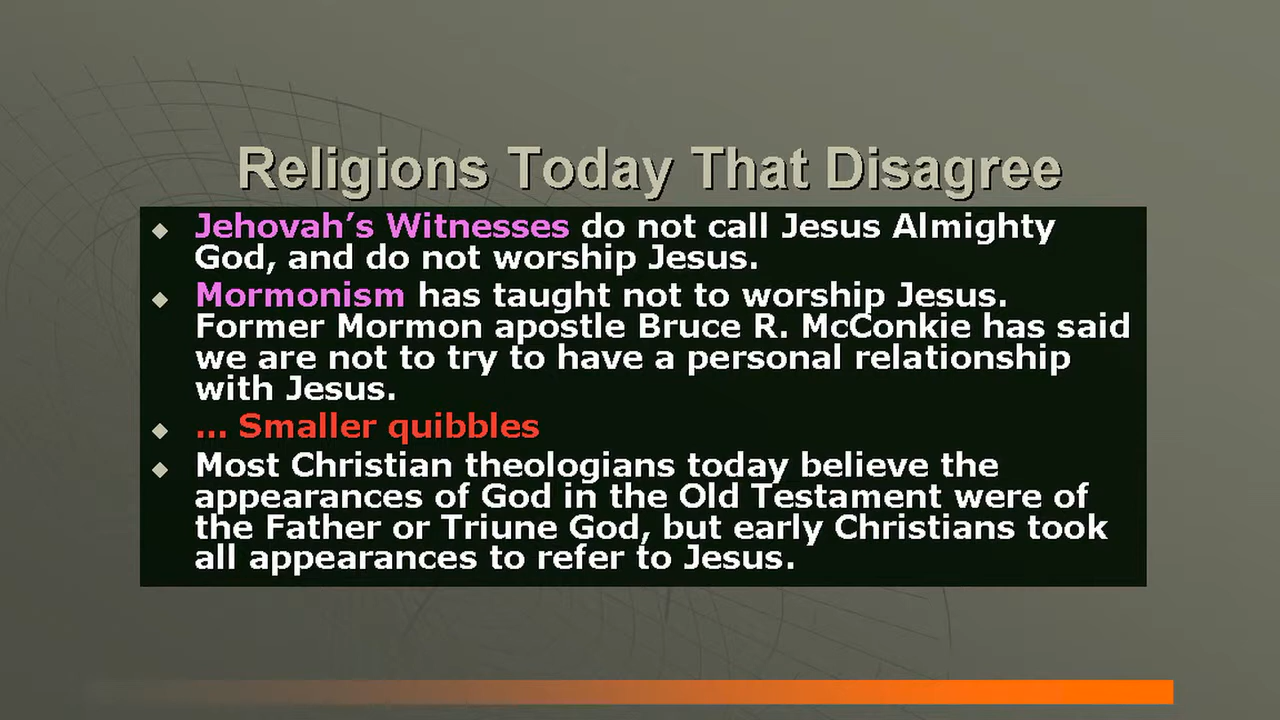 Religions Today That Disagree
Jehovah’s Witnesses do not call Jesus Almighty
God, and do not worship Jesus.
Mormonism has taught not to worship Jesus.
Former Mormon apostle Bruce R. McConkie has said
we are not to try to have a personal relationship
with Jesus.
... Smaller quibbles
Most Christian theologians today believe the
appearances of God in the Old Testament were of
the Father or Triune God, but early Christians took
all appearances to refer to Jesus.